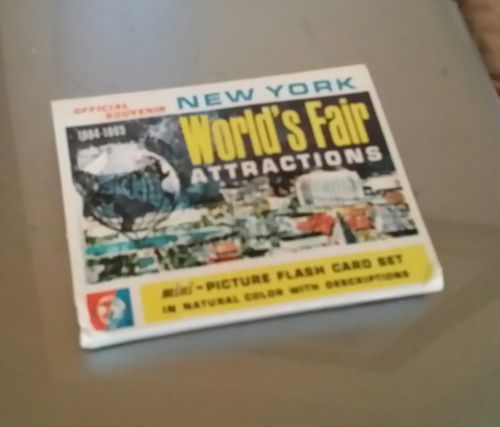 OFFICIAL
SOUVENIR
NEW YORK
1964-1965
World's Fair
ATTRACTIONS
mini-PICTURE FLASH CARD SET
IN NATURAL COLOR WITH DESCRIPTIONS